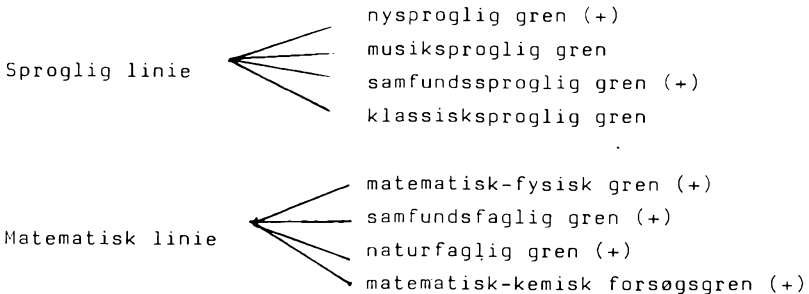 nysproglig gren (+)
musiksproglig gren
Sproglig linie
samfundssproglig gren (+)
klassisksproglig gren
matematisk-fysisk gren (+)
samfundsfaglig gren (+)
Matematisk linie
naturfaglig gren (+)
matematisk-kemisk forsøgsgren (+)